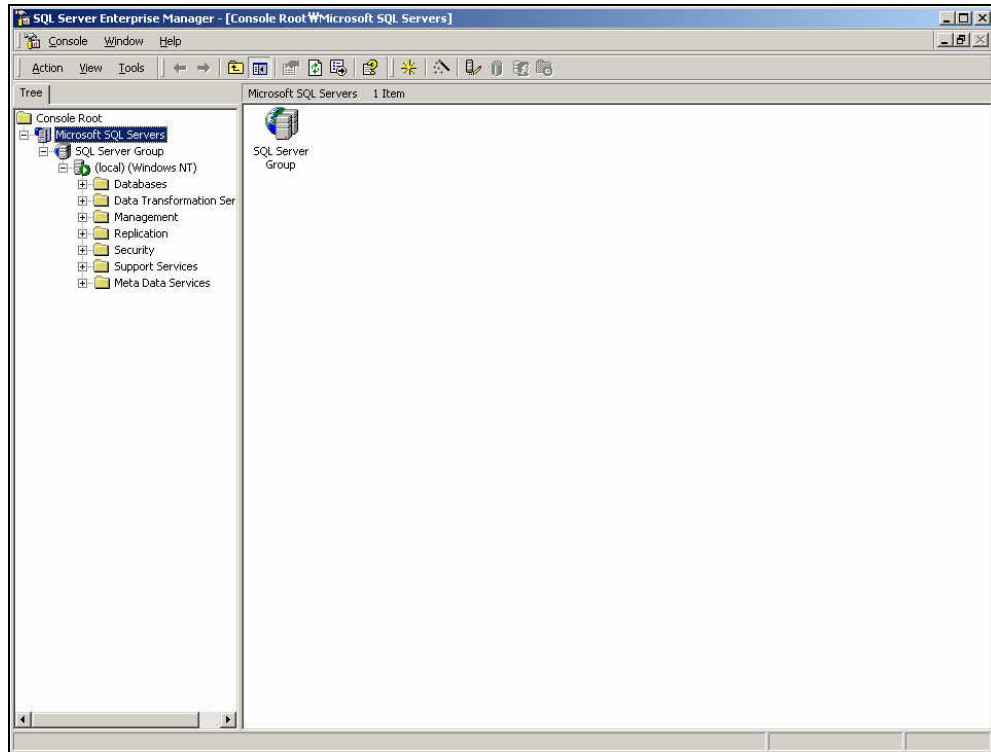 SQL Server Enterprise Manager - [Console Root₩Microsoft SQL Servers]
Console Window Help
Action View Tools
Tree
Microsoft SQL Servers 1 Item
Console Root
Microsoft SQL Servers
SQL Server Group
(local) (Windows NT)
Databases
Data Transformation Ser
Management
Replication
Security
Support Services
Meta Data Services
SQL Server
Group